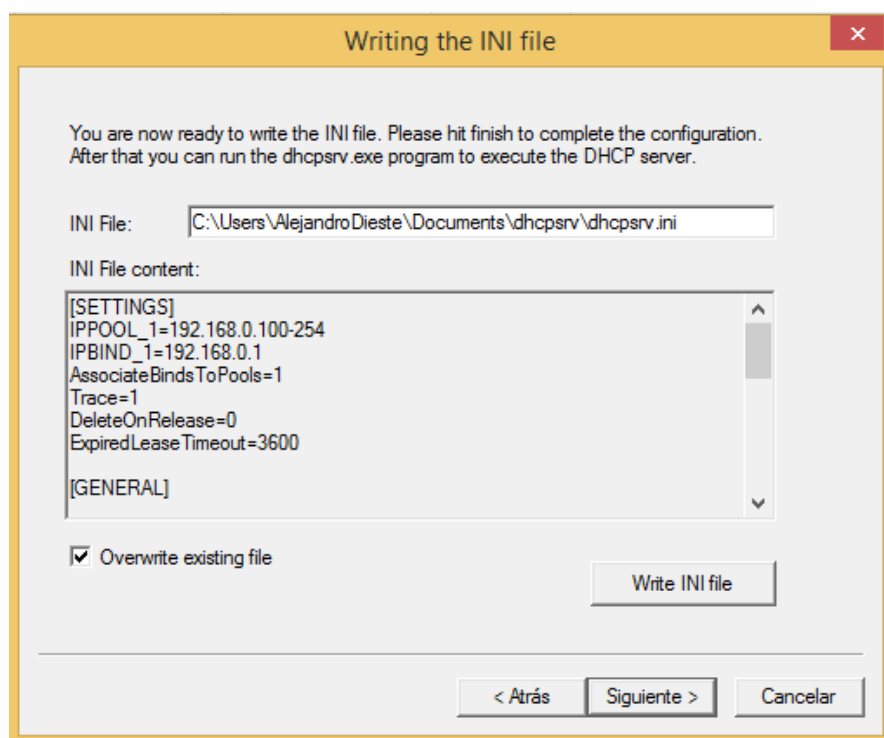 Writing the INI file
You are now ready to write the INI file. Please hit finish to complete the configuration.
After that you can run the dhcpsrv.exe program to execute the DHCP server.
INI File: C:\Users\AlejandroDieste\Documents\dhcpsrv\dhcpsrv.ini
INI File content:
[SETTINGS]
IPPOOL_1=192.168.0.100-254
IPBIND_1=192.168.0.1
AssociateBindsToPools=1
Trace=1
DeleteOnRelease=0
ExpiredLeaseTimeout=3600
[GENERAL]
Overwrite existing file
Write INI file
< Atrás Siguiente > Cancelar